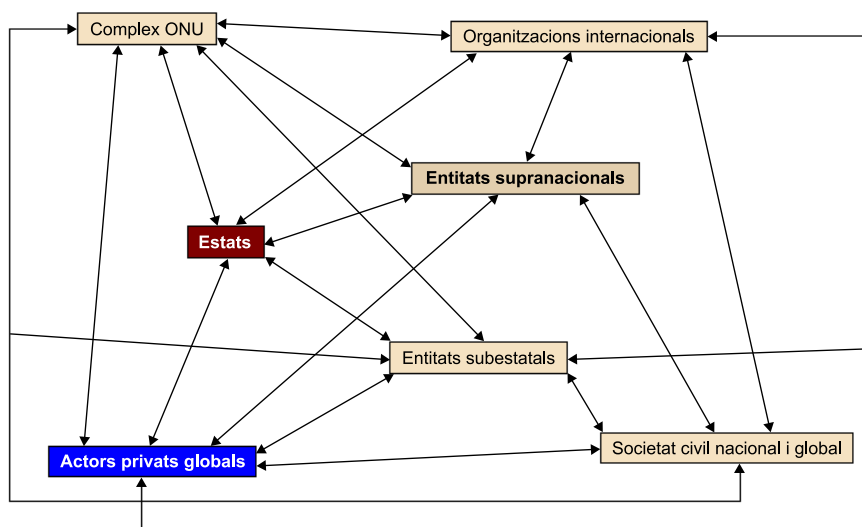 Complex ONU
Organitzacions internacionals
Entitats supranacionals
Estats
Entitats subestatals
Societat civil nacional i global
Actors privats globals